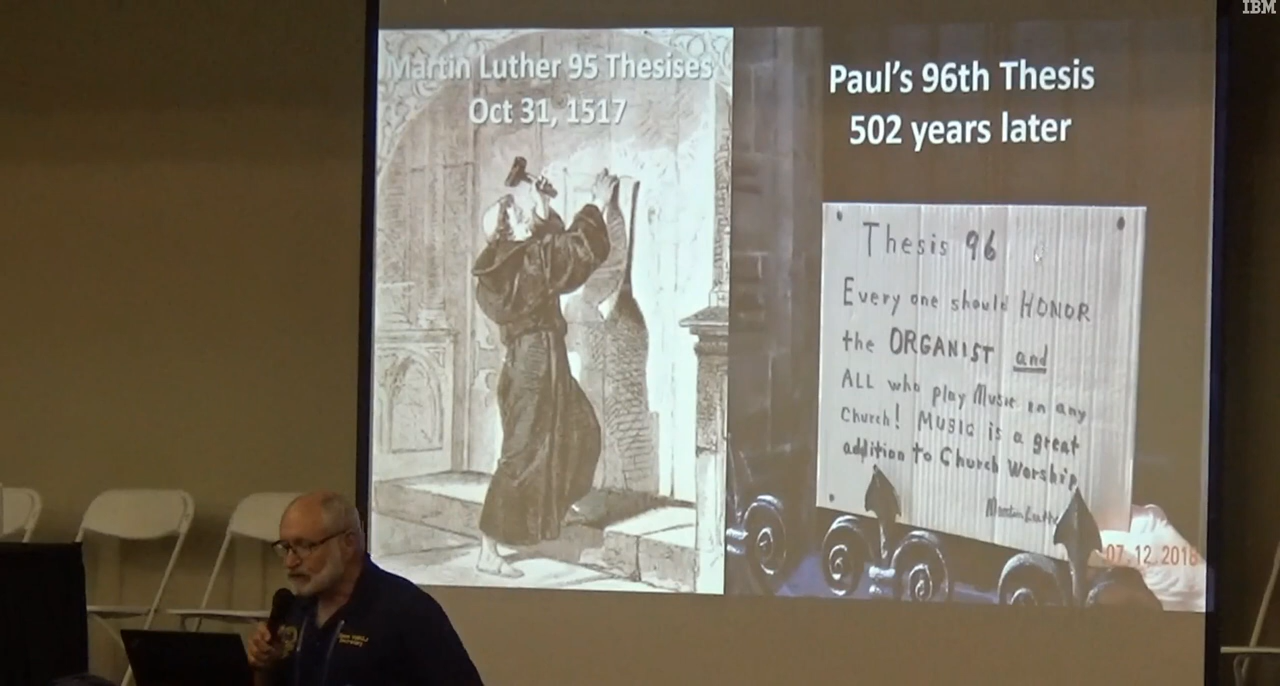 IBM
Martin Luther 95 Thesises
Oct 31, 1517
Paul's 96th Thesis
502 years later
Thesis 96
Every one should HONOR
the ORGANIST and
ALL who play Music in any
Church! MUSIC is a great
addition to Church Worship
Martin
07.12.2018
Secretary